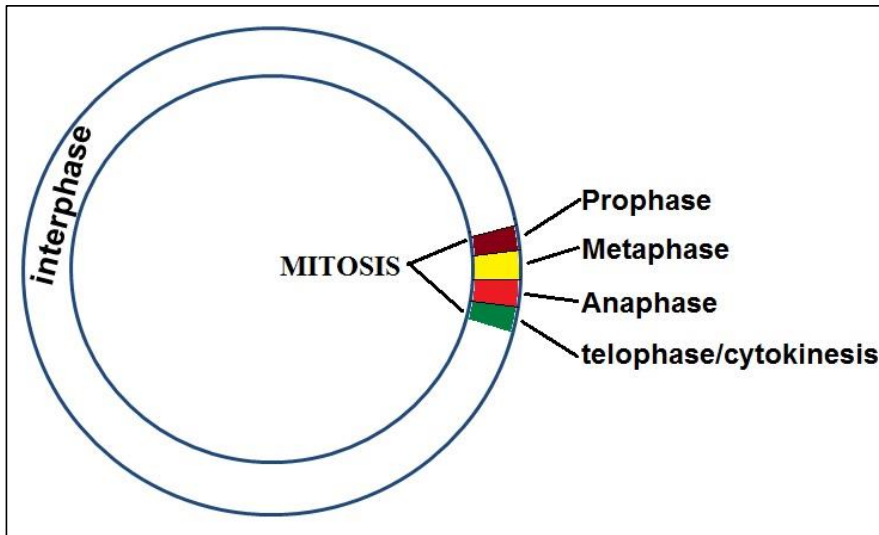 interphase
MITOSIS
Prophase
Metaphase
Anaphase
telophase/cytokinesis